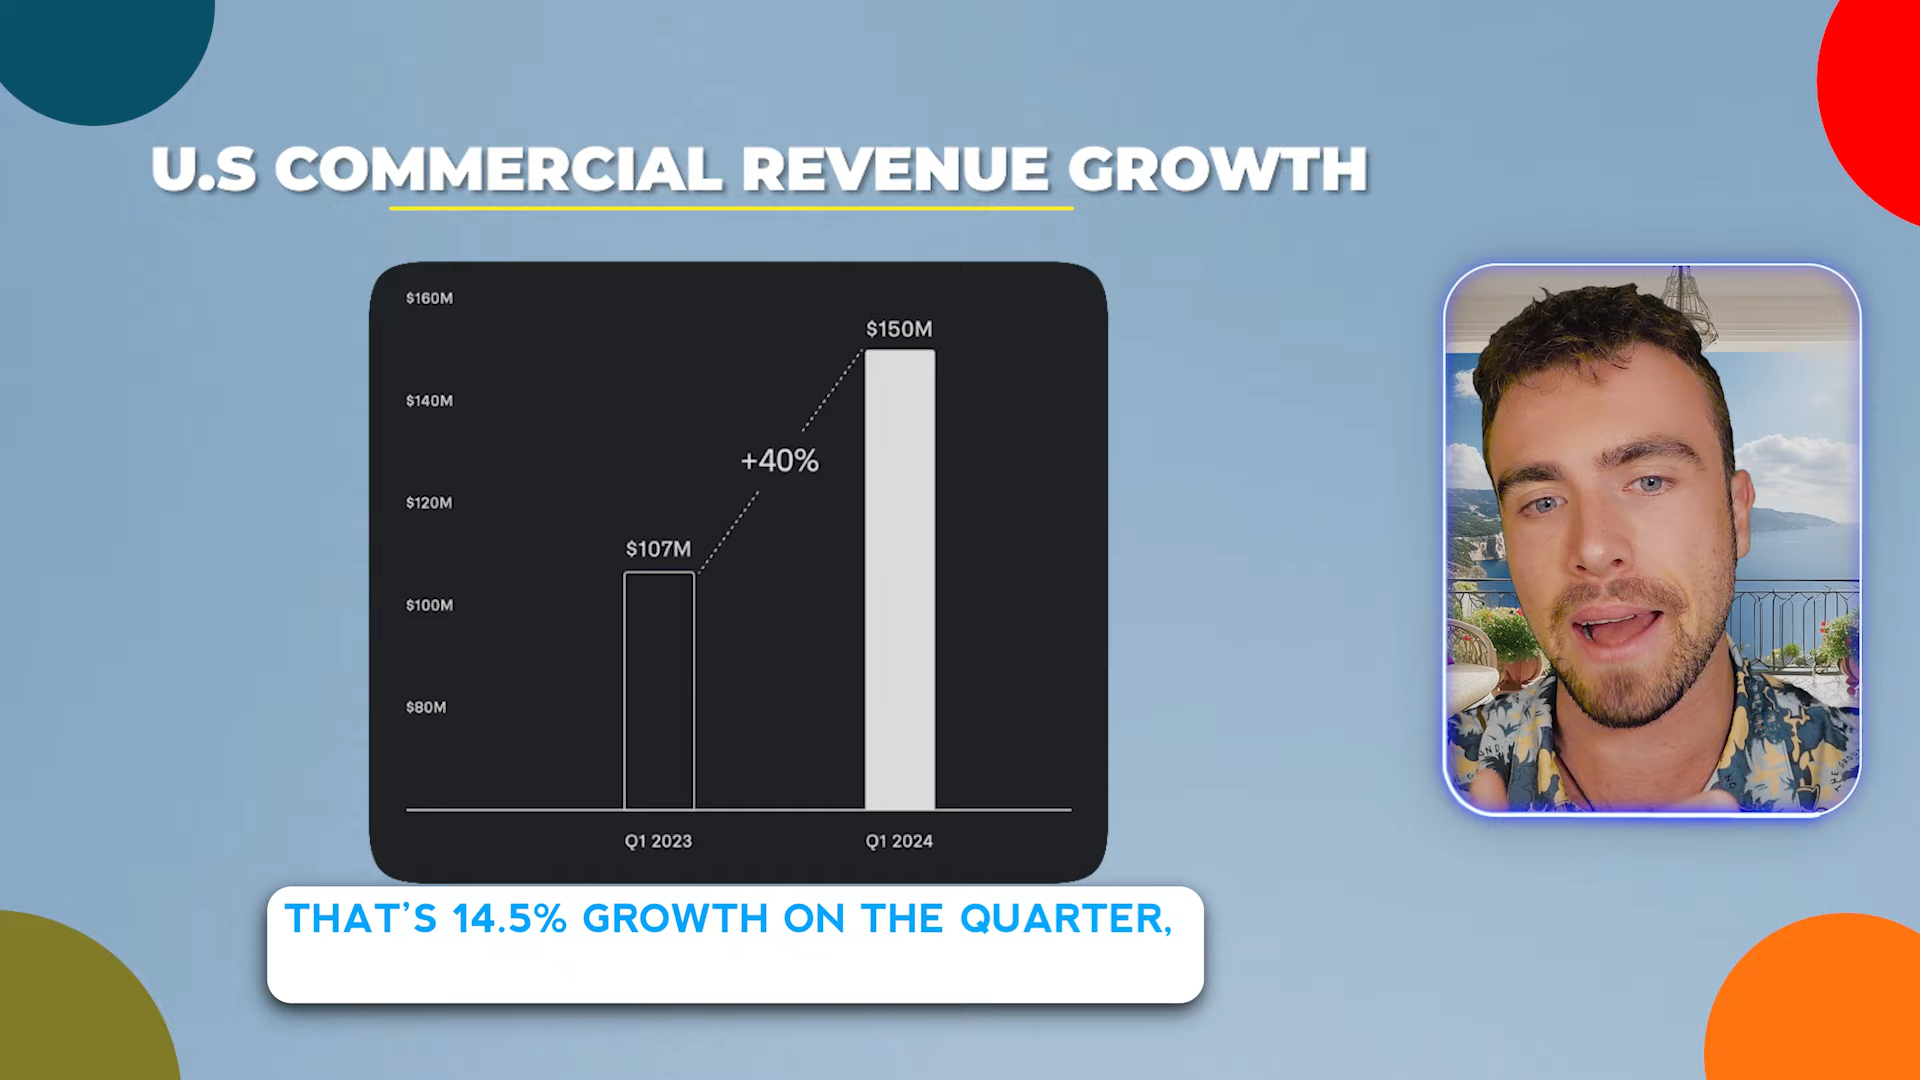 U.S COMMERCIAL REVENUE GROWTH
$160M
$150M
$140M
+40%
$120M
$107M
$100M
$80M
Q1 2023 Q1 2024
THAT'S 14.5% GROWTH ON THE QUARTER,